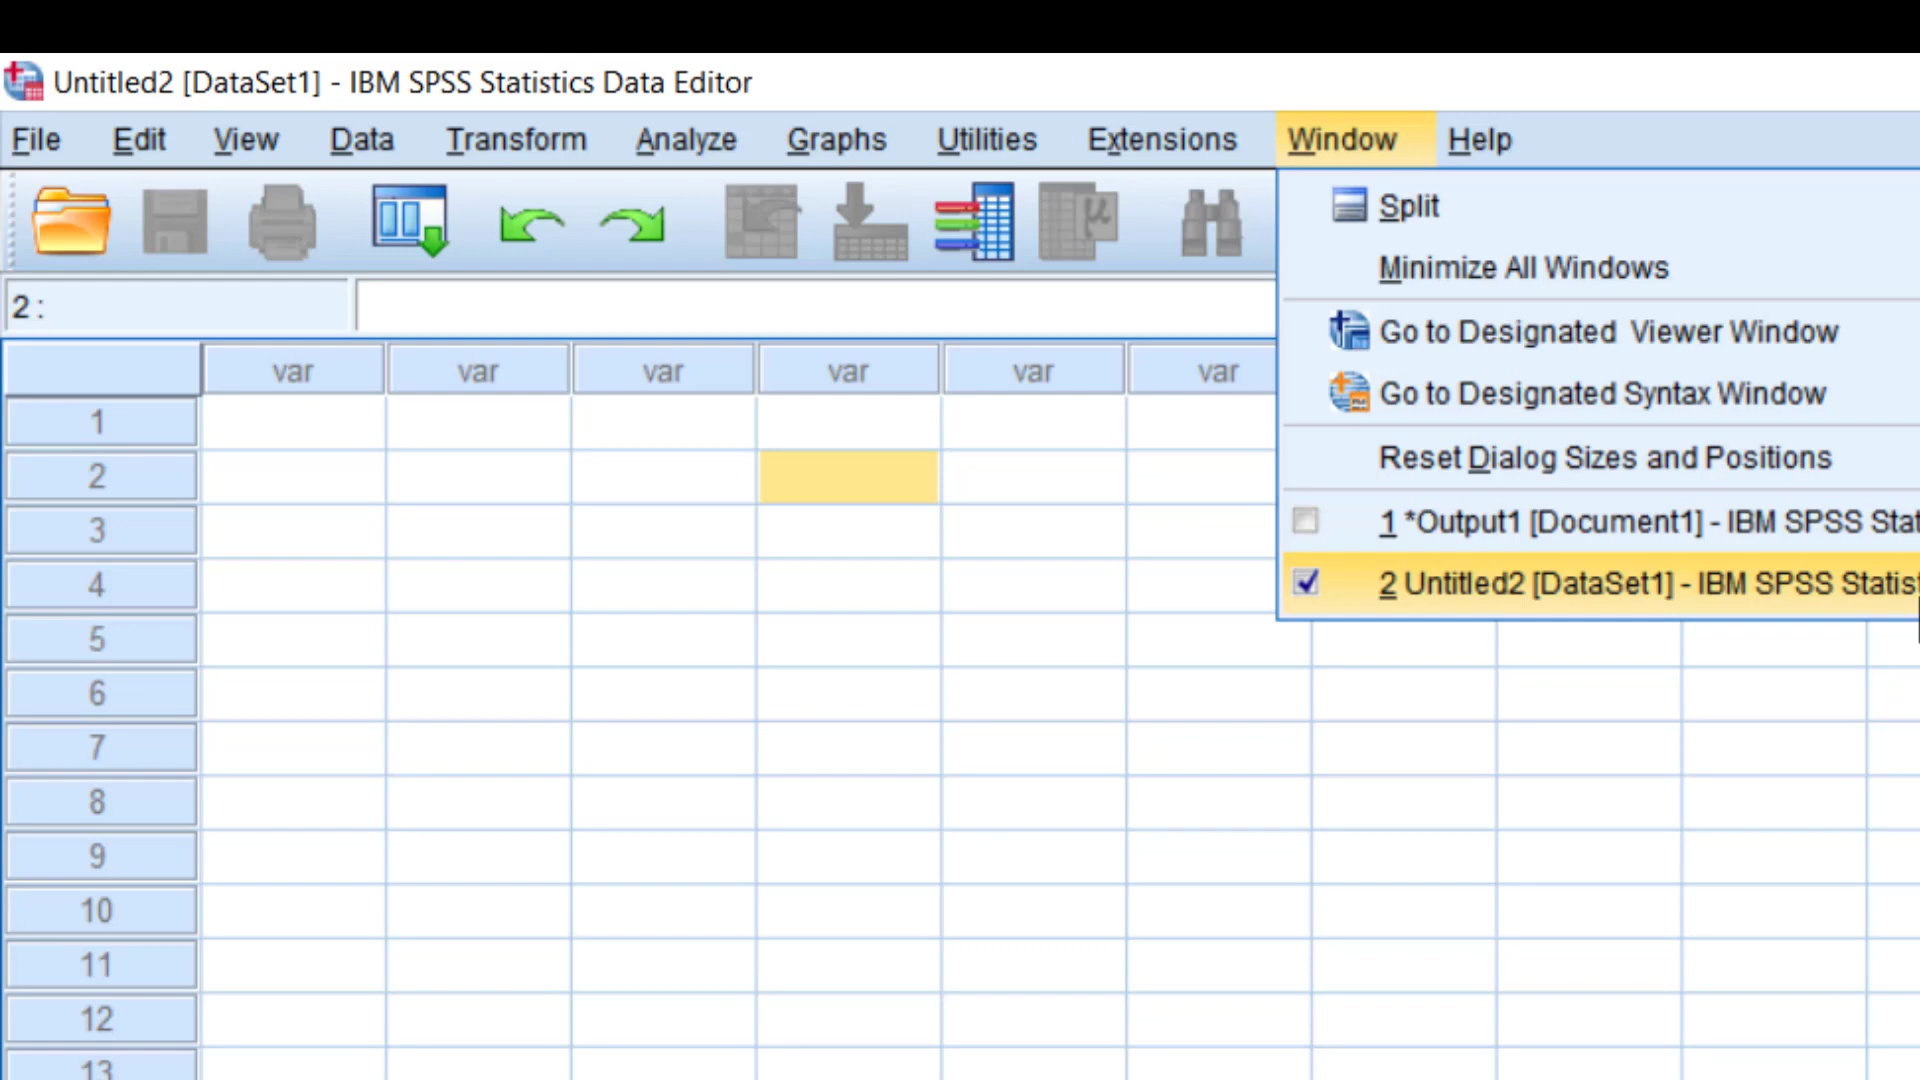 Untitled2 [DataSet1] - IBM SPSS Statistics Data Editor
File Edit View Data Transform Analyze Graphs Utilities Extensions Window Help
Split
Minimize All Windows
Go to Designated Viewer Window
Go to Designated Syntax Window
Reset Dialog Sizes and Positions
1 *Output1 [Document1] - IBM SPSS Stat
2 Untitled2 [DataSet1] - IBM SPSS Statis
2 :
var var var var var var
1
2
3
4
5
6
7
8
9
10
11
12
13